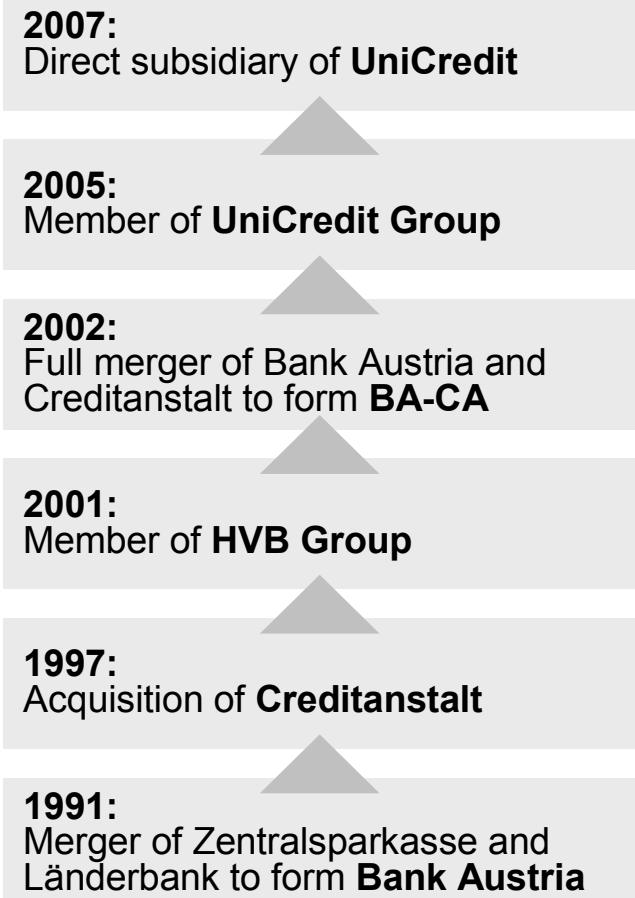 2007:
Direct subsidiary of UniCredit
2005:
Member of UniCredit Group
2002:
Full merger of Bank Austria and
Creditanstalt to form BA-CA
2001:
Member of HVB Group
1997:
Acquisition of Creditanstalt
1991:
Merger of Zentralsparkasse and
Länderbank to form Bank Austria